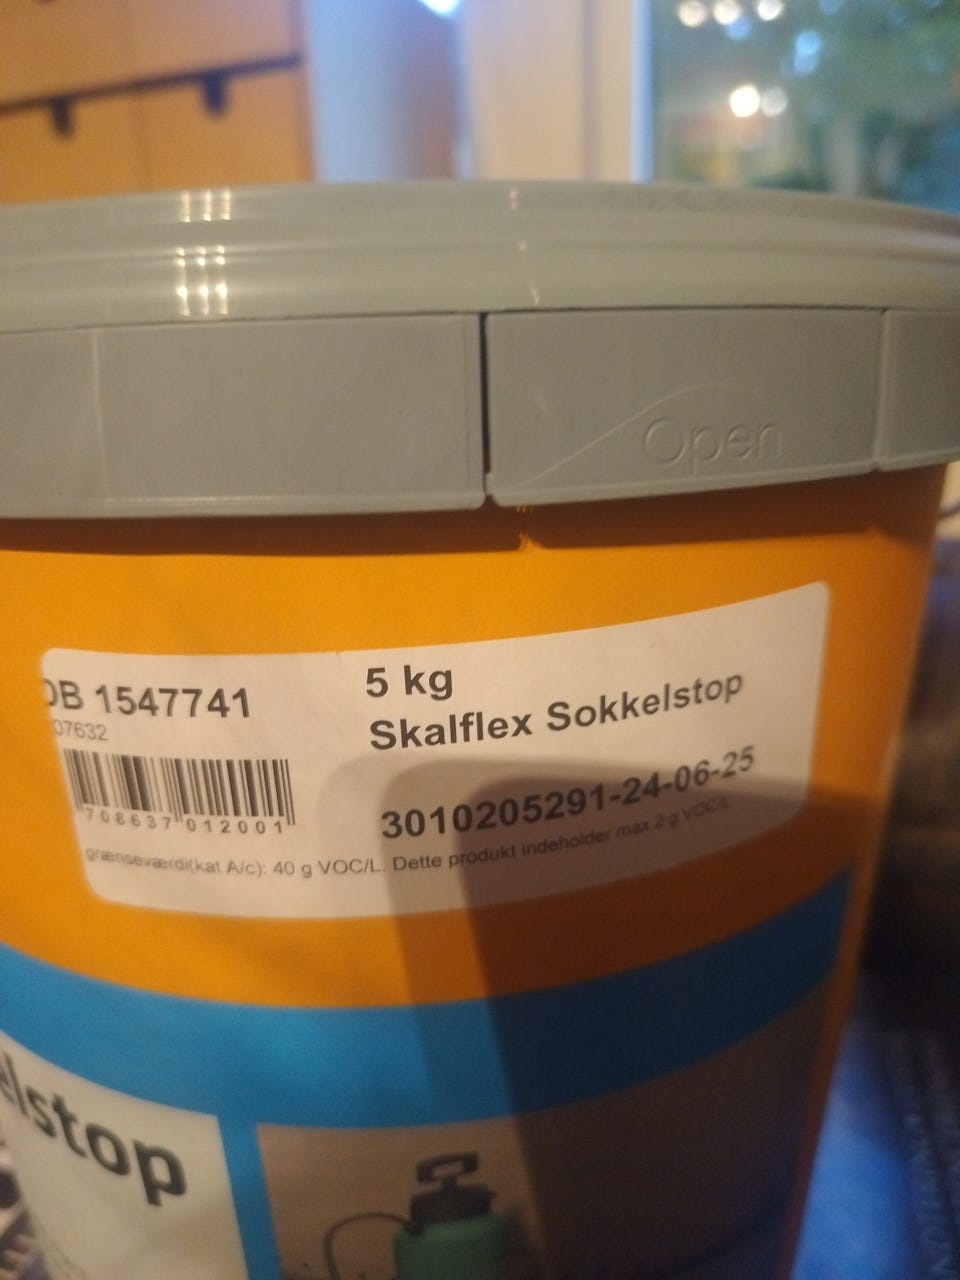 Open
DB 1547741
07632
5 kg
Skalflex Sokkelstop
708637 012001
3010205291-24-06-25
grænseværdi(kat A/c): 40 g VOC/L. Dette produkt indeholder max 2 g VOC/L
elstop